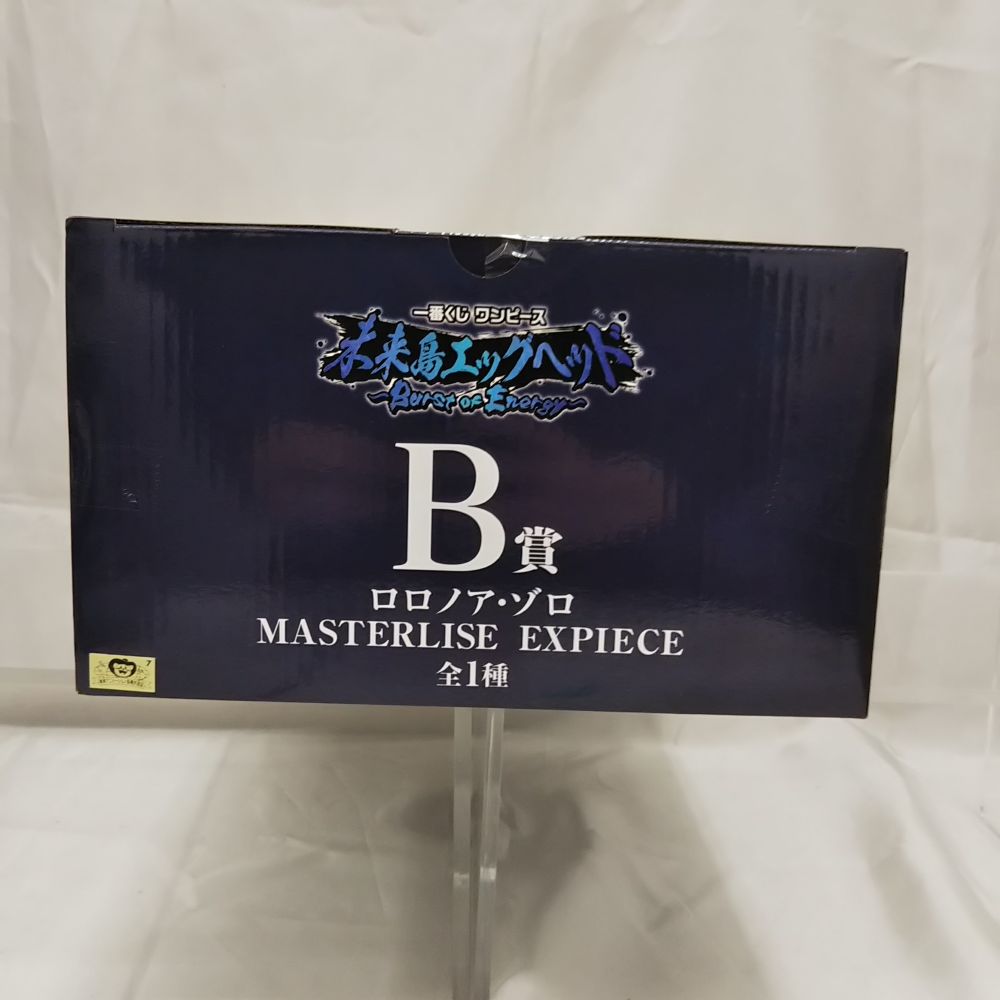 一番くじ ワンピース
未来島エッグヘッド
～Burst of Energy～
B賞
ロロノア・ゾロ
MASTERLISE EXPIECE
全1種
7